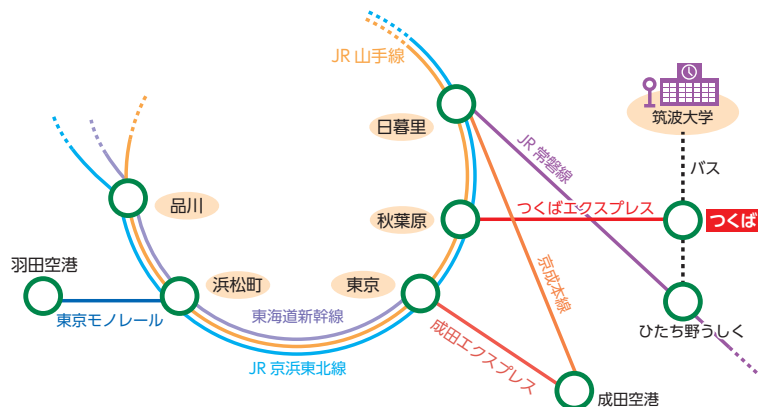 JR 山手線
日暮里
筑波大学
JR 常磐線
バス
品川
秋葉原
つくばエクスプレス
つくば
羽田空港
浜松町
東京
京成本線
東京モノレール
東海道新幹線
ひたち野うしく
成田エクスプレス
JR 京浜東北線
成田空港